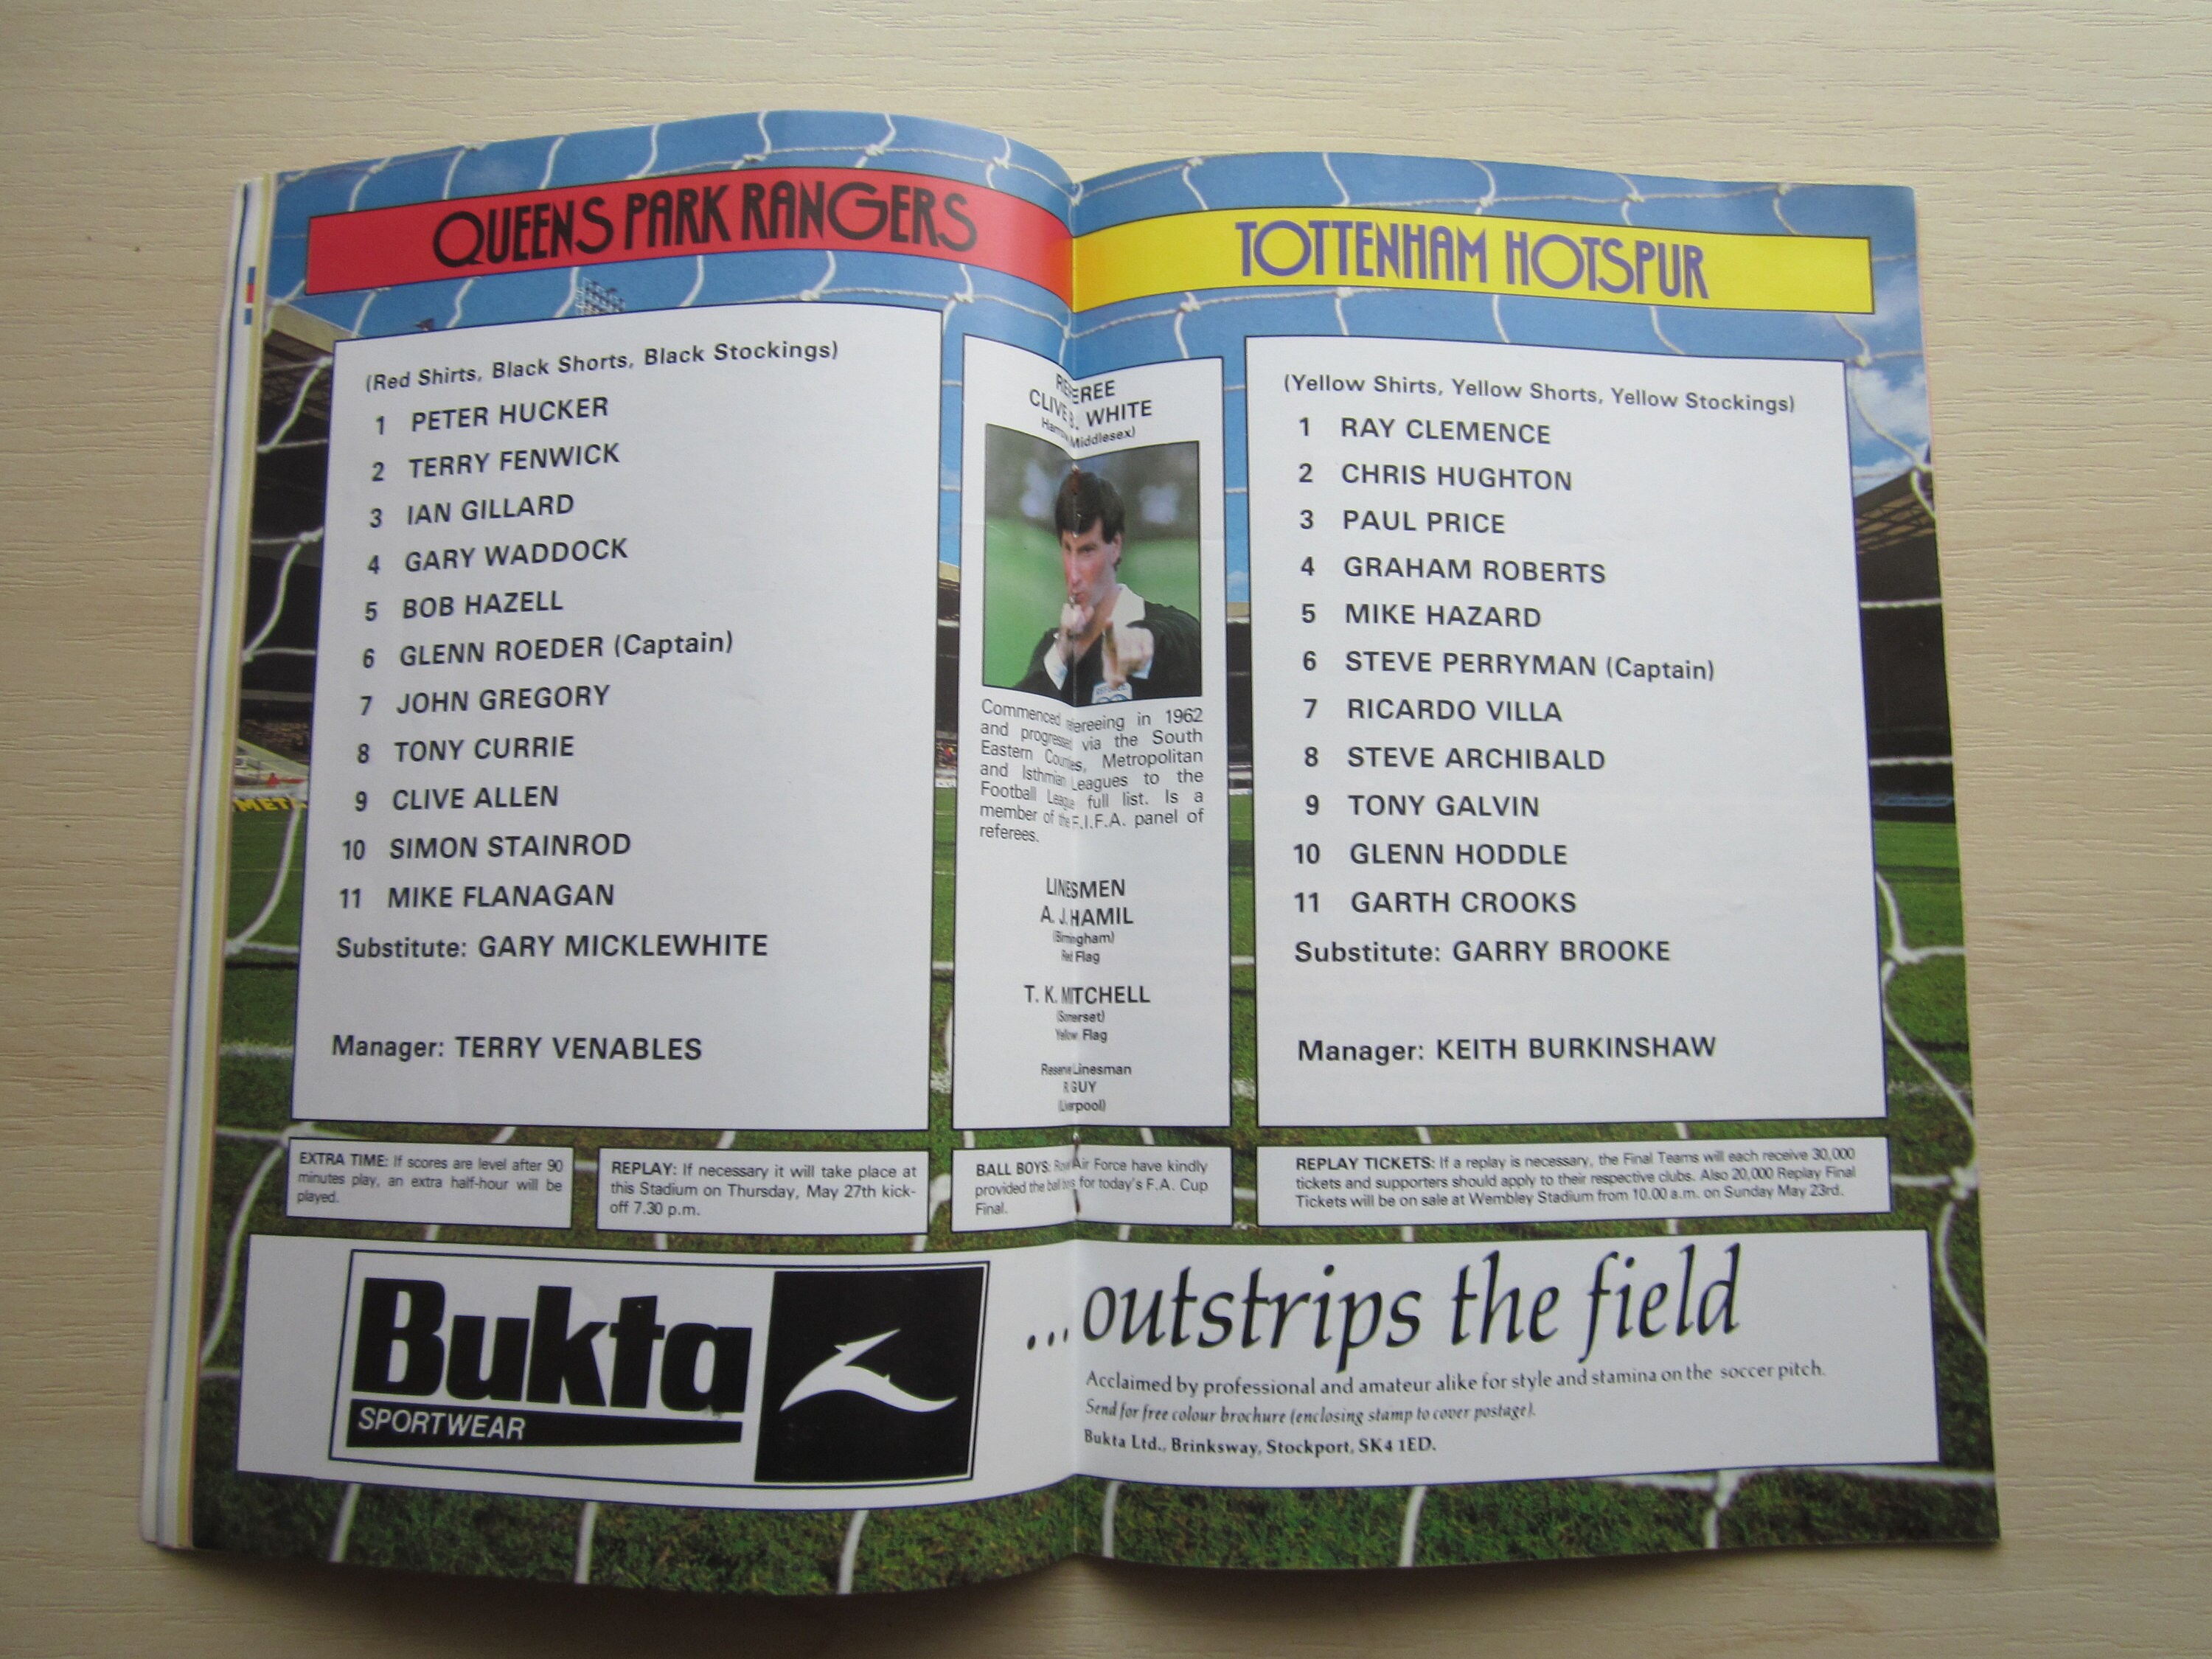 QUEENS PARK RANGERS
(Red Shirts, Black Shorts, Black Stockings)
1 PETER HUCKER
2 TERRY FENWICK
3 IAN GILLARD
4 GARY WADDOCK
5 BOB HAZELL
6 GLENN ROEDER (Captain)
7 JOHN GREGORY
8 TONY CURRIE
9 CLIVE ALLEN
10 SIMON STAINROD
11 MIKE FLANAGAN
Substitute: GARY MICKLEWHITE
Manager: TERRY VENABLES
REFEREE
CLIVE B. WHITE
(Middlesex)
Commenced refereeing in 1962
and progressed via the South
Eastern Counties, Metropolitan
and Isthmian Leagues to the
Football League full list. Is a
member of the F.I.F.A. panel of
referees.
LINESMEN
A. J. HAMIL
(Birmingham)
Red Flag
T. K. MITCHELL
(Somerset)
Yellow Flag
Reserve Linesman
R GUY
(Liverpool)
TOTTENHAM HOTSPUR
(Yellow Shirts, Yellow Shorts, Yellow Stockings)
1 RAY CLEMENCE
2 CHRIS HUGHTON
3 PAUL PRICE
4 GRAHAM ROBERTS
5 MIKE HAZARD
6 STEVE PERRYMAN (Captain)
7 RICARDO VILLA
8 STEVE ARCHIBALD
9 TONY GALVIN
10 GLENN HODDLE
11 GARTH CROOKS
Substitute: GARRY BROOKE
Manager: KEITH BURKINSHAW
EXTRA TIME: If scores are level after 90
minutes play, an extra half-hour will be
played.
REPLAY: If necessary it will take place at
this Stadium on Thursday, May 27th kick-
off 7.30 p.m.
BALL BOYS: Royal Air Force have kindly
provided the ball boys for today's F.A. Cup
Final.
REPLAY TICKETS: If a replay is necessary, the Final Teams will each receive 30,000
tickets and supporters should apply to their respective clubs. Also 20,000 Replay Final
Tickets will be on sale at Wembley Stadium from 10.00 a.m. on Sunday May 23rd.
Bukta
SPORTWEAR
...outstrips the field
Acclaimed by professional and amateur alike for style and stamina on the soccer pitch.
Send for free colour brochure (enclosing stamp to cover postage).
Bukta Ltd., Brinksway, Stockport, SK4 1ED.